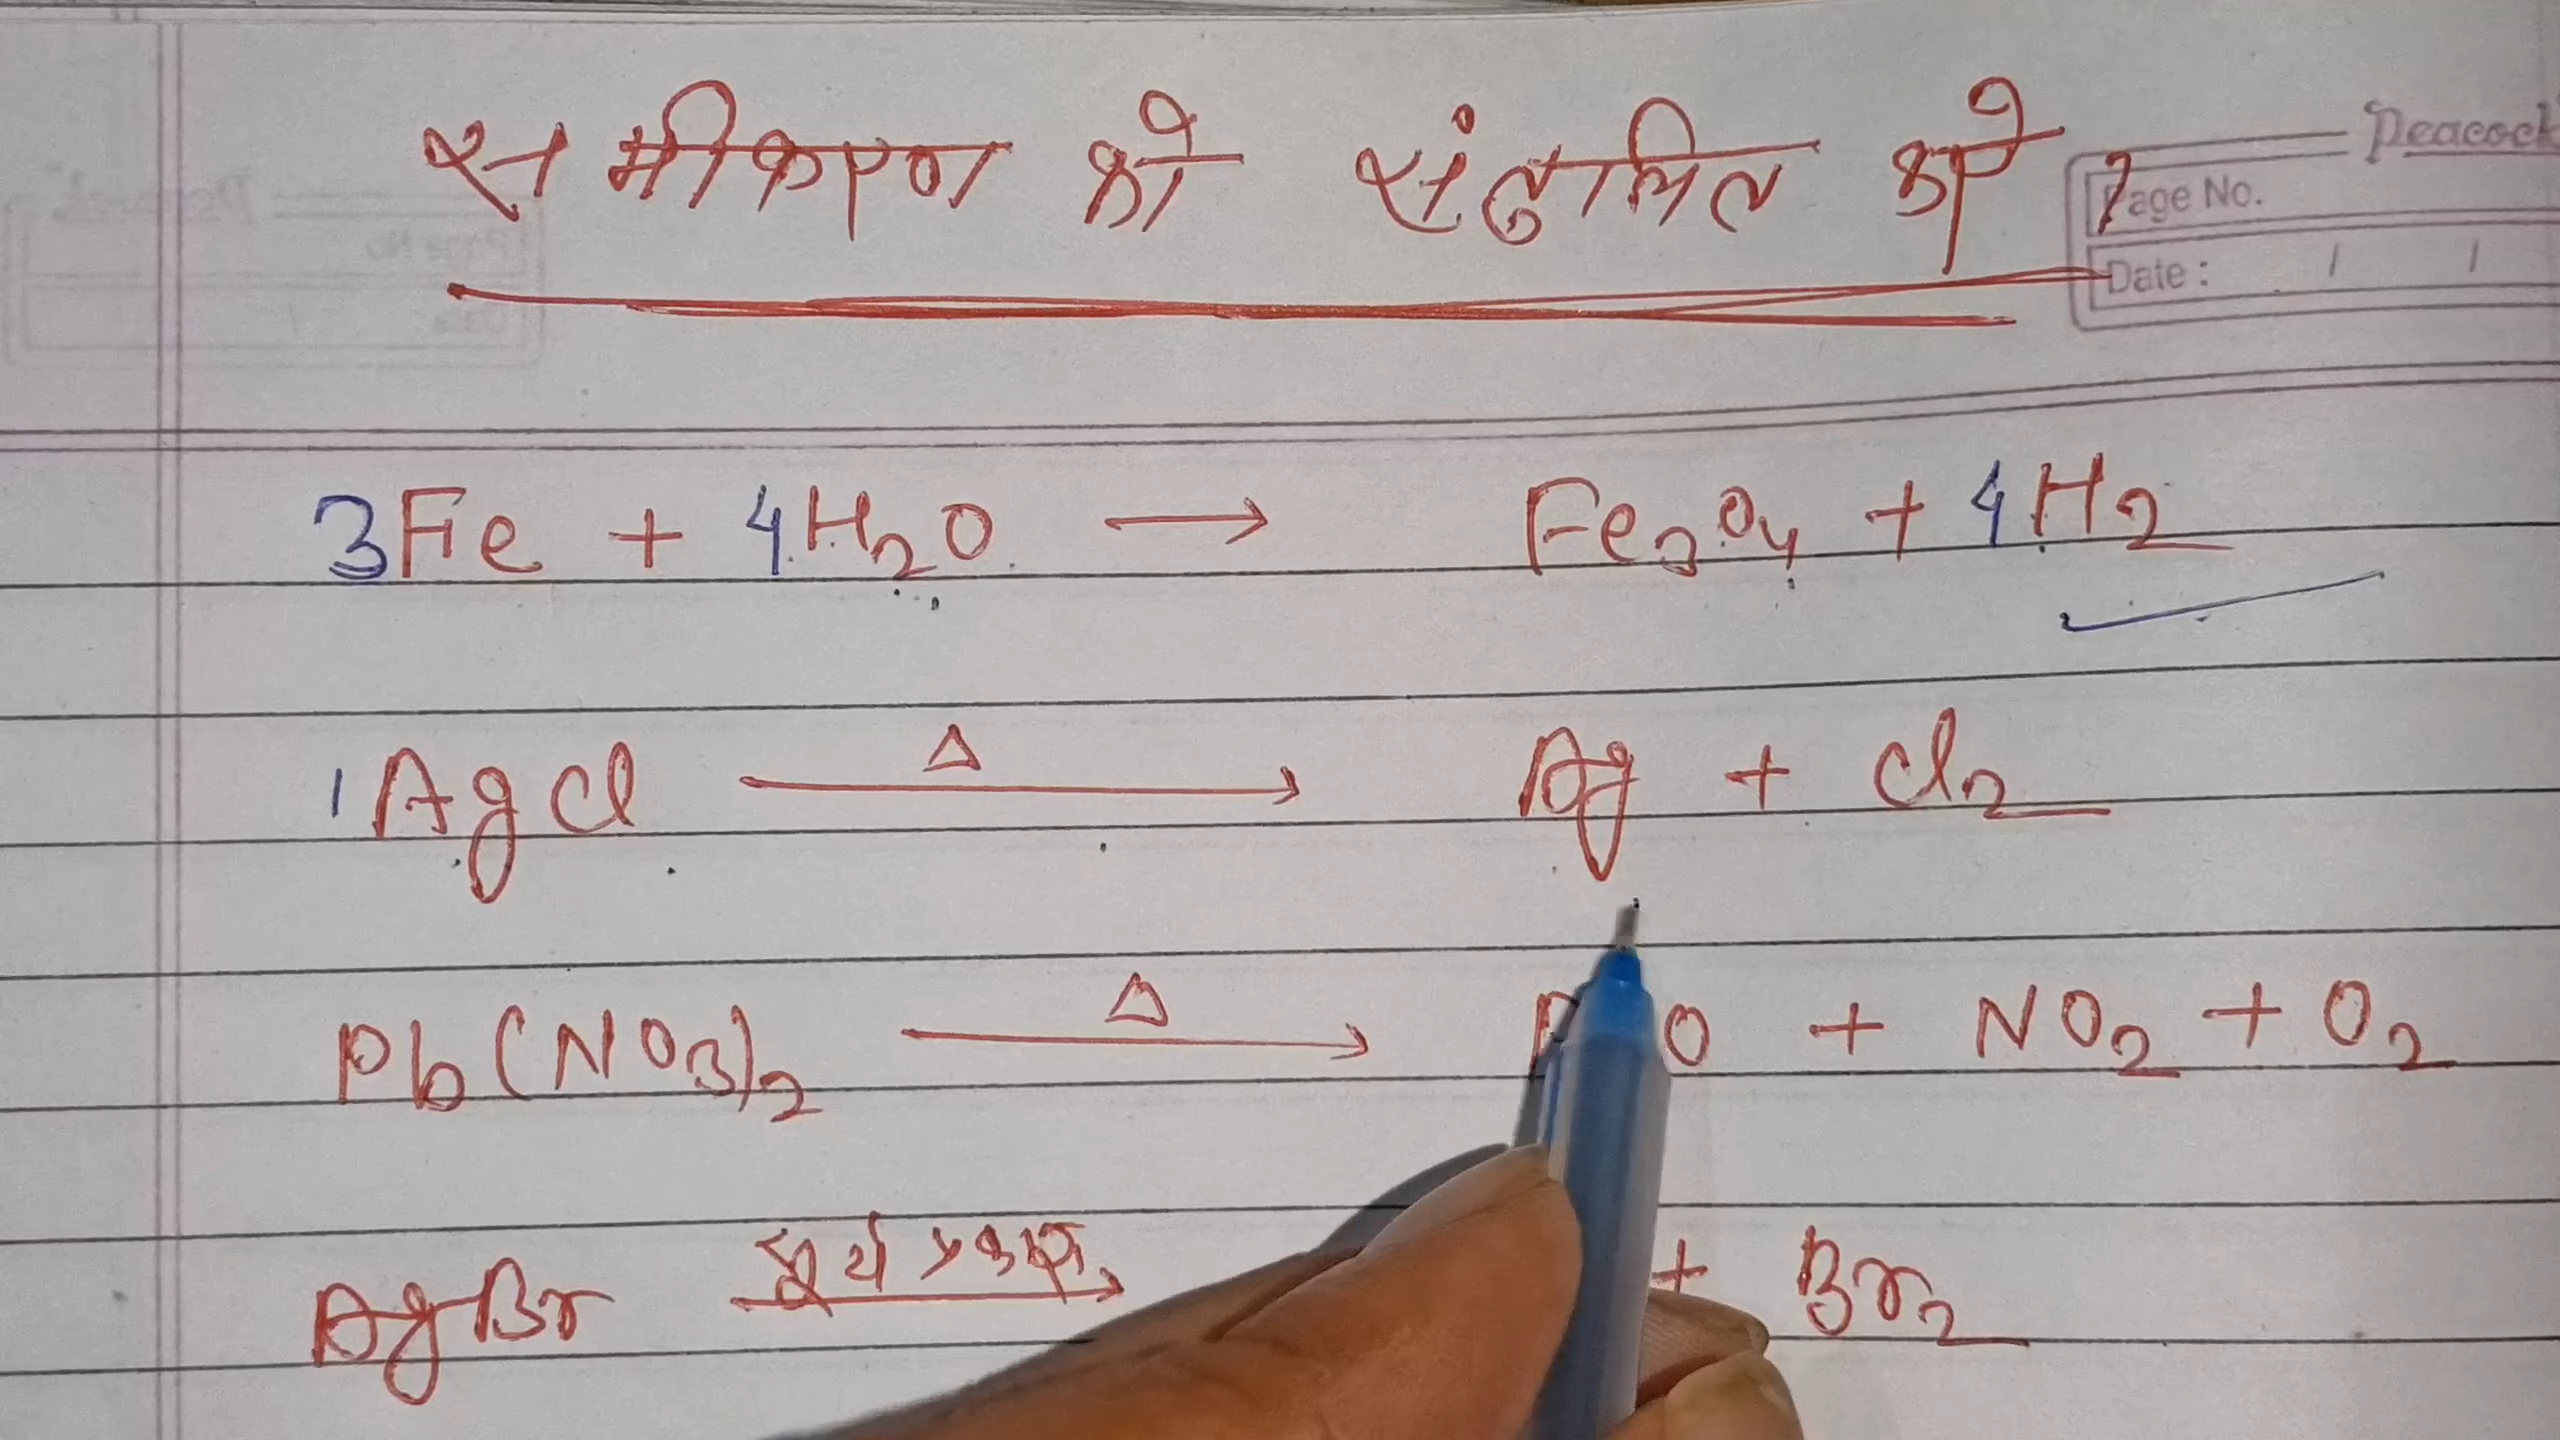 Peacock
समीकरण को संतुलित करे,
Page No.
Date : / /
3Fe + 4H₂O → Fe₃O₄ + 4H₂
1AgCl Δ→ Ag + Cl₂
Pb(NO₃)₂ Δ→ O + NO₂ + O₂
AgBr सूर्य प्रकाश→ + Br₂